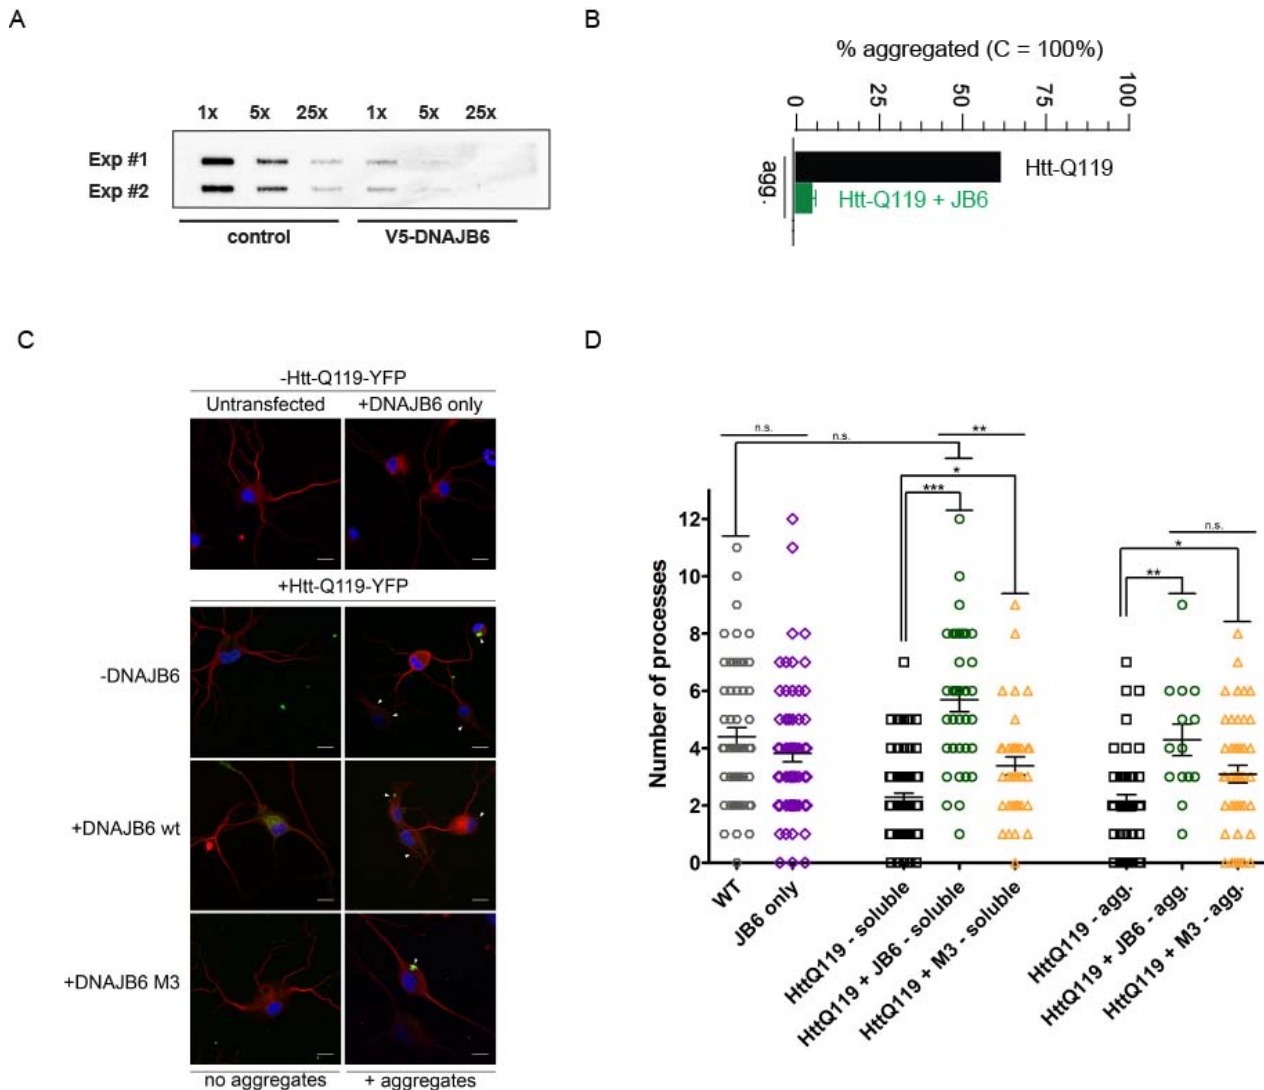 A
1x 5x 25x 1x 5x 25x
Exp #1
Exp #2
control V5-DNAJB6
B
% aggregated (C = 100%)
0 25 50 75 100
agg.
Htt-Q119
Htt-Q119 + JB6
C
-Htt-Q119-YFP
Untransfected +DNAJB6 only
+Htt-Q119-YFP
-DNAJB6
+DNAJB6 wt
+DNAJB6 M3
no aggregates + aggregates
D
n.s.
n.s.
**
*
***
n.s.
*
**
Number of processes
12
10
8
6
4
2
0
WT
JB6 only
HttQ119 - soluble
HttQ119 + JB6 - soluble
HttQ119 + M3 - soluble
HttQ119 - agg.
HttQ119 + JB6 - agg.
HttQ119 + M3 - agg.